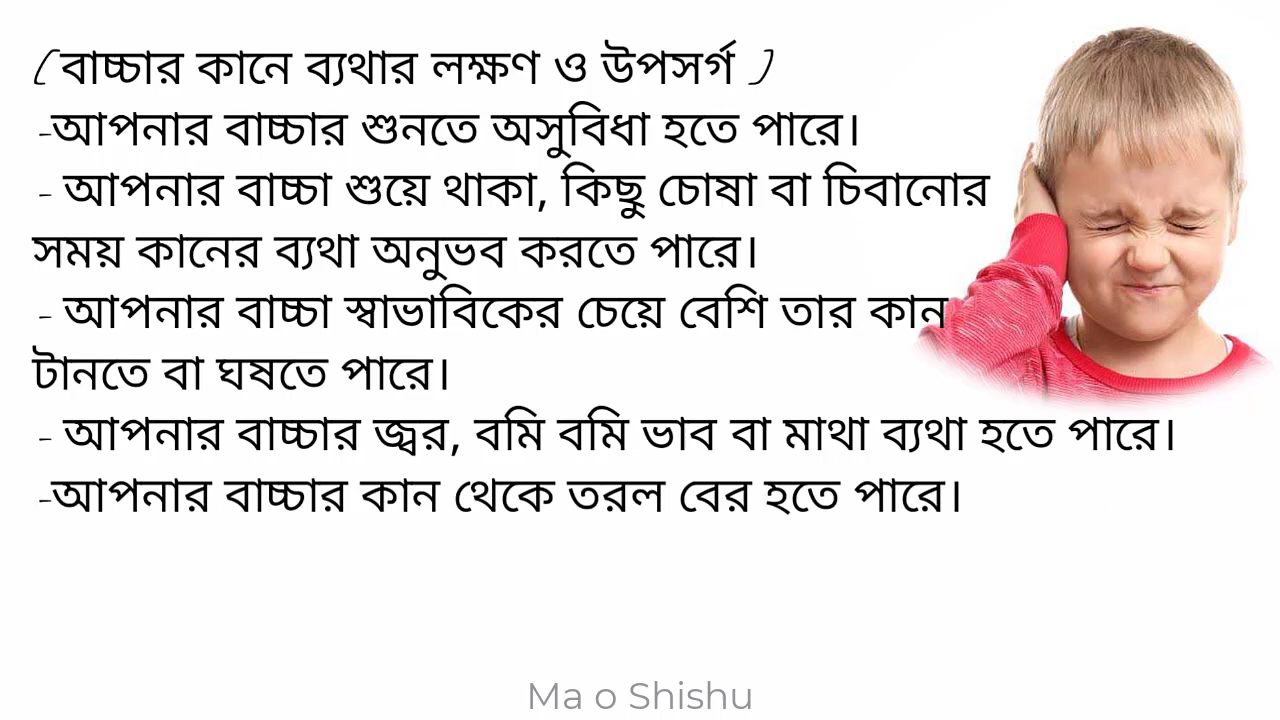 (বাচ্চার কানে ব্যথার লক্ষণ ও উপসর্গ )
-আপনার বাচ্চার শুনতে অসুবিধা হতে পারে।
- আপনার বাচ্চা শুয়ে থাকা, কিছু চোষা বা চিবানোর
সময় কানের ব্যথা অনুভব করতে পারে।
- আপনার বাচ্চা স্বাভাবিকের চেয়ে বেশি তার কান
টানতে বা ঘষতে পারে।
- আপনার বাচ্চার জ্বর, বমি বমি ভাব বা মাথা ব্যথা হতে পারে।
-আপনার বাচ্চার কান থেকে তরল বের হতে পারে।
Ma o Shishu